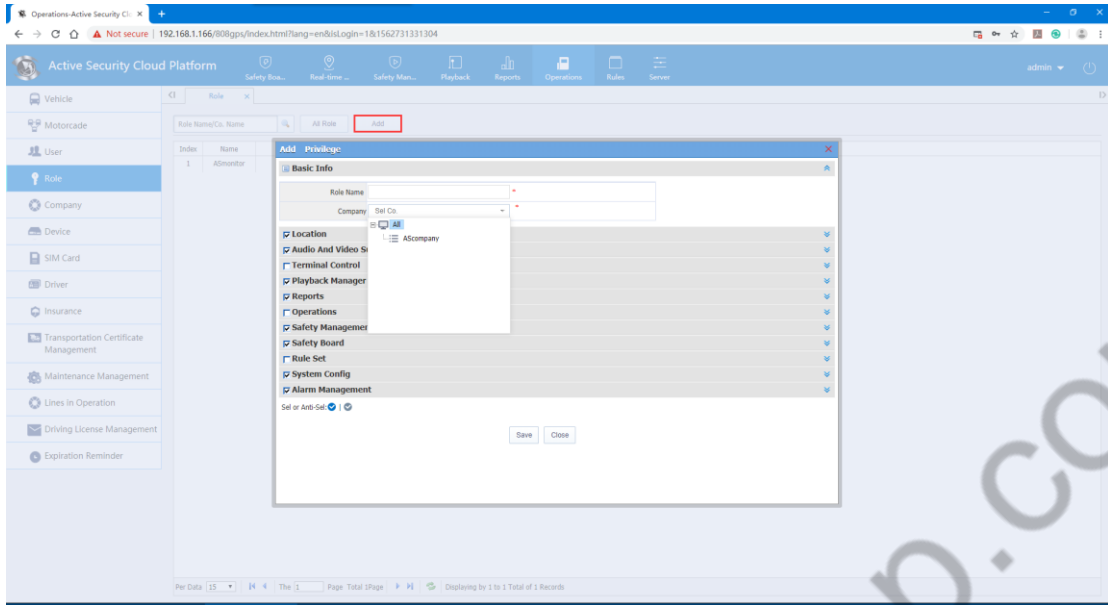 Operations-Active Security Cl
Not secure | 192.168.1.166/808gps/index.html?lang=en&isLogin=1&1562731331304
Active Security Cloud Platform
Safety Boa... Real-time ... Safety Man... Playback Reports Operations Rules Server
admin
Vehicle
Motorcade
User
Role
Company
Device
SIM Card
Driver
Insurance
Transportation Certificate
Management
Maintenance Management
Lines in Operation
Driving License Management
Expiration Reminder
Role
Role Name/Co. Name All Role Add
Index Name
1 ASmonitor
Add Privilege
Basic Info
Role Name *
Company Sel Co. *
All
AScompany
Location
Audio And Video S
Terminal Control
Playback Manager
Reports
Operations
Safety Managemen
Safety Board
Rule Set
System Config
Alarm Management
Sel or Anti-Sel: |
Save Close
Per Data 15 The 1 Page Total 1Page Displaying by 1 to 1 Total of 1 Records
p.co